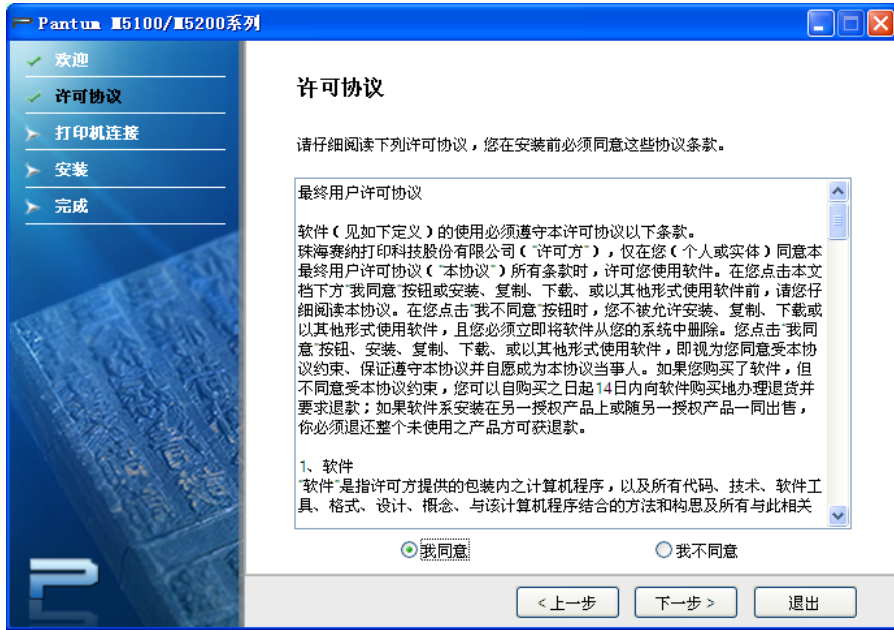 Pantum M5100/M5200系列
欢迎
许可协议
打印机连接
安装
完成
许可协议
请仔细阅读下列许可协议，您在安装前必须同意这些协议条款。
最终用户许可协议
软件（见如下定义）的使用必须遵守本许可协议以下条款。
珠海赛纳打印科技股份有限公司（“许可方”），仅在您（个人或实体）同意本
最终用户许可协议（“本协议”）所有条款时，许可您使用软件。在您点击本文
档下方“我同意”按钮或安装、复制、下载、或以其他形式使用软件前，请您仔
细阅读本协议。在您点击“我不同意”按钮时，您不被允许安装、复制、下载或
以其他形式使用软件，且您必须立即将软件从您的系统中删除。您点击“我同
意”按钮、安装、复制、下载、或以其他形式使用软件，即视为您同意受本协
议约束、保证遵守本协议并自愿成为本协议当事人。如果您购买了软件，但
不同意受本协议约束，您可以自购买之日起14日内向软件购买地办理退货并
要求退款；如果软件系安装在另一授权产品上或随另一授权产品一同出售，
你必须退还整个未使用之产品方可获退款。
1、软件
“软件”是指许可方提供的包装内之计算机程序，以及所有代码、技术、软件工
具、格式、设计、概念、与该计算机程序结合的方法和构思及所有与此相关
我同意
我不同意
<上一步
下一步>
退出